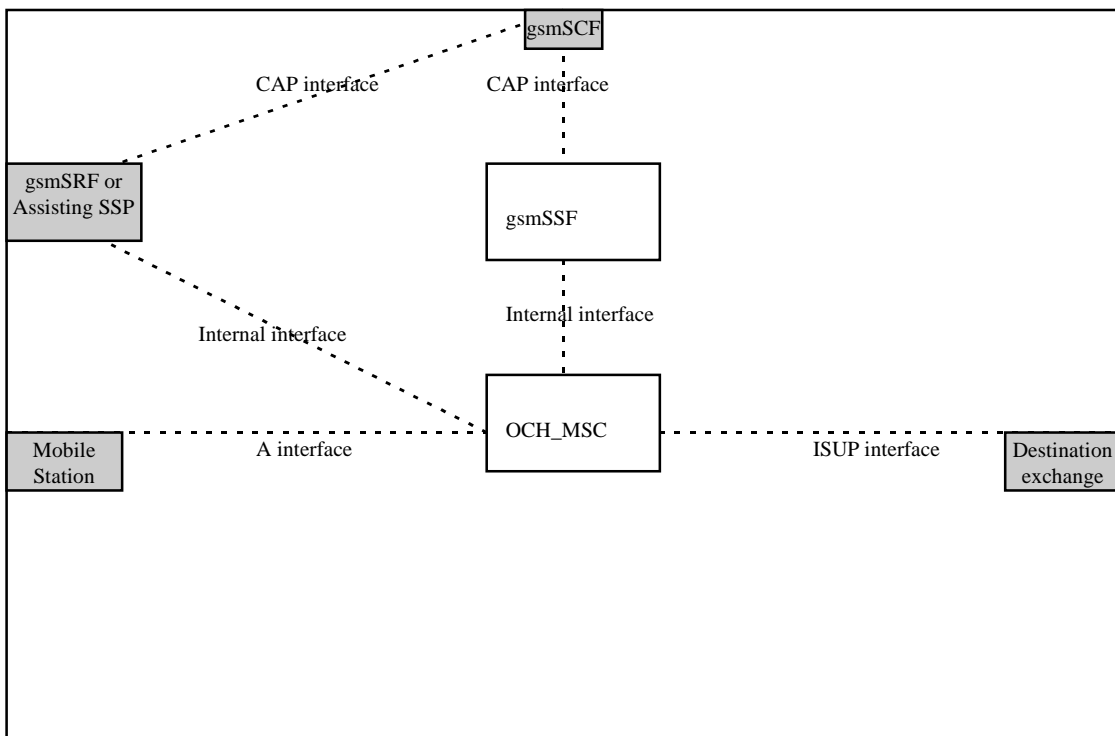 gsmSCF
CAP interface
CAP interface
gsmSRF or
Assisting SSP
gsmSSF
Internal interface
Internal interface
OCH_MSC
Mobile
Station
A interface
ISUP interface
Destination
exchange